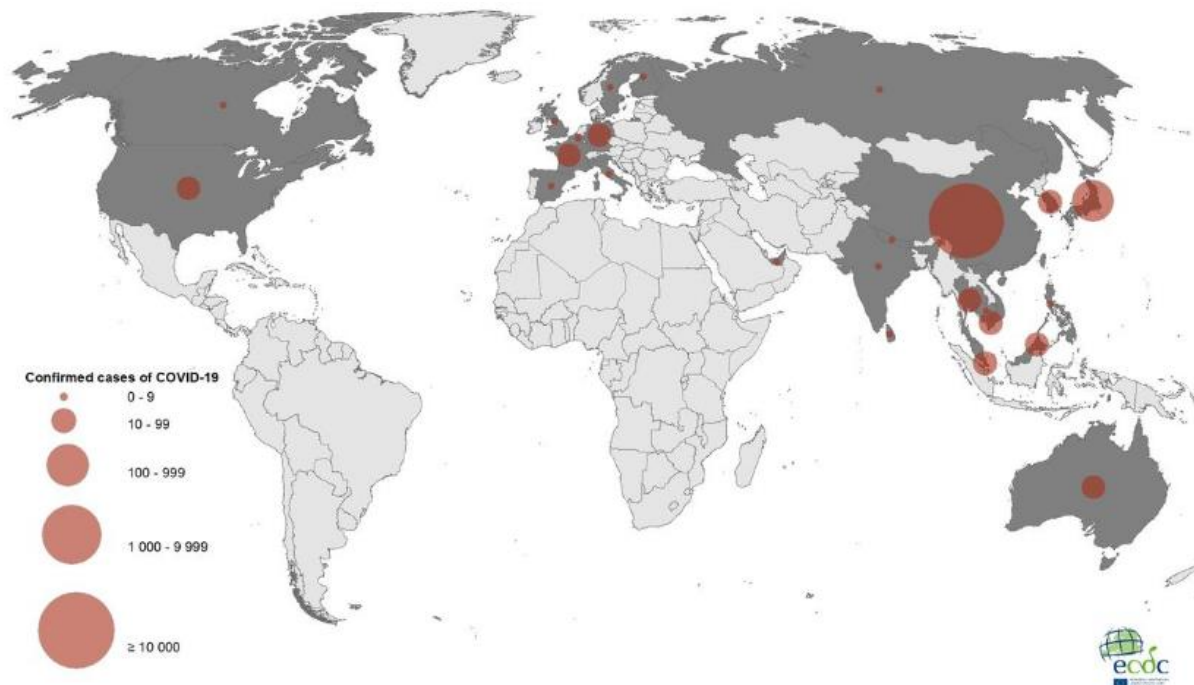 Confirmed cases of COVID-19
0 - 9
10 - 99
100 - 999
1 000 - 9 999
≥ 10 000
ecdc